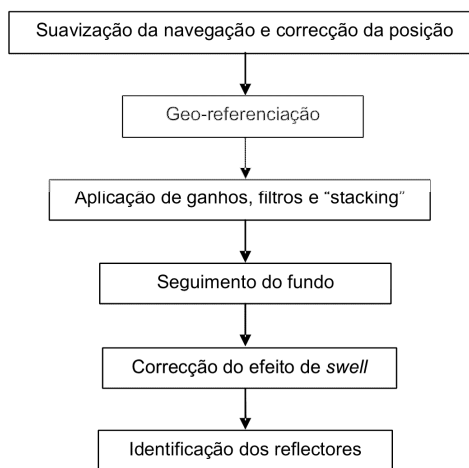 Suavização da navegação e correcção da posição
Geo-referenciação
Aplicação de ganhos, filtros e “stacking”
Seguimento do fundo
Correcção do efeito de swell
Identificação dos reflectores